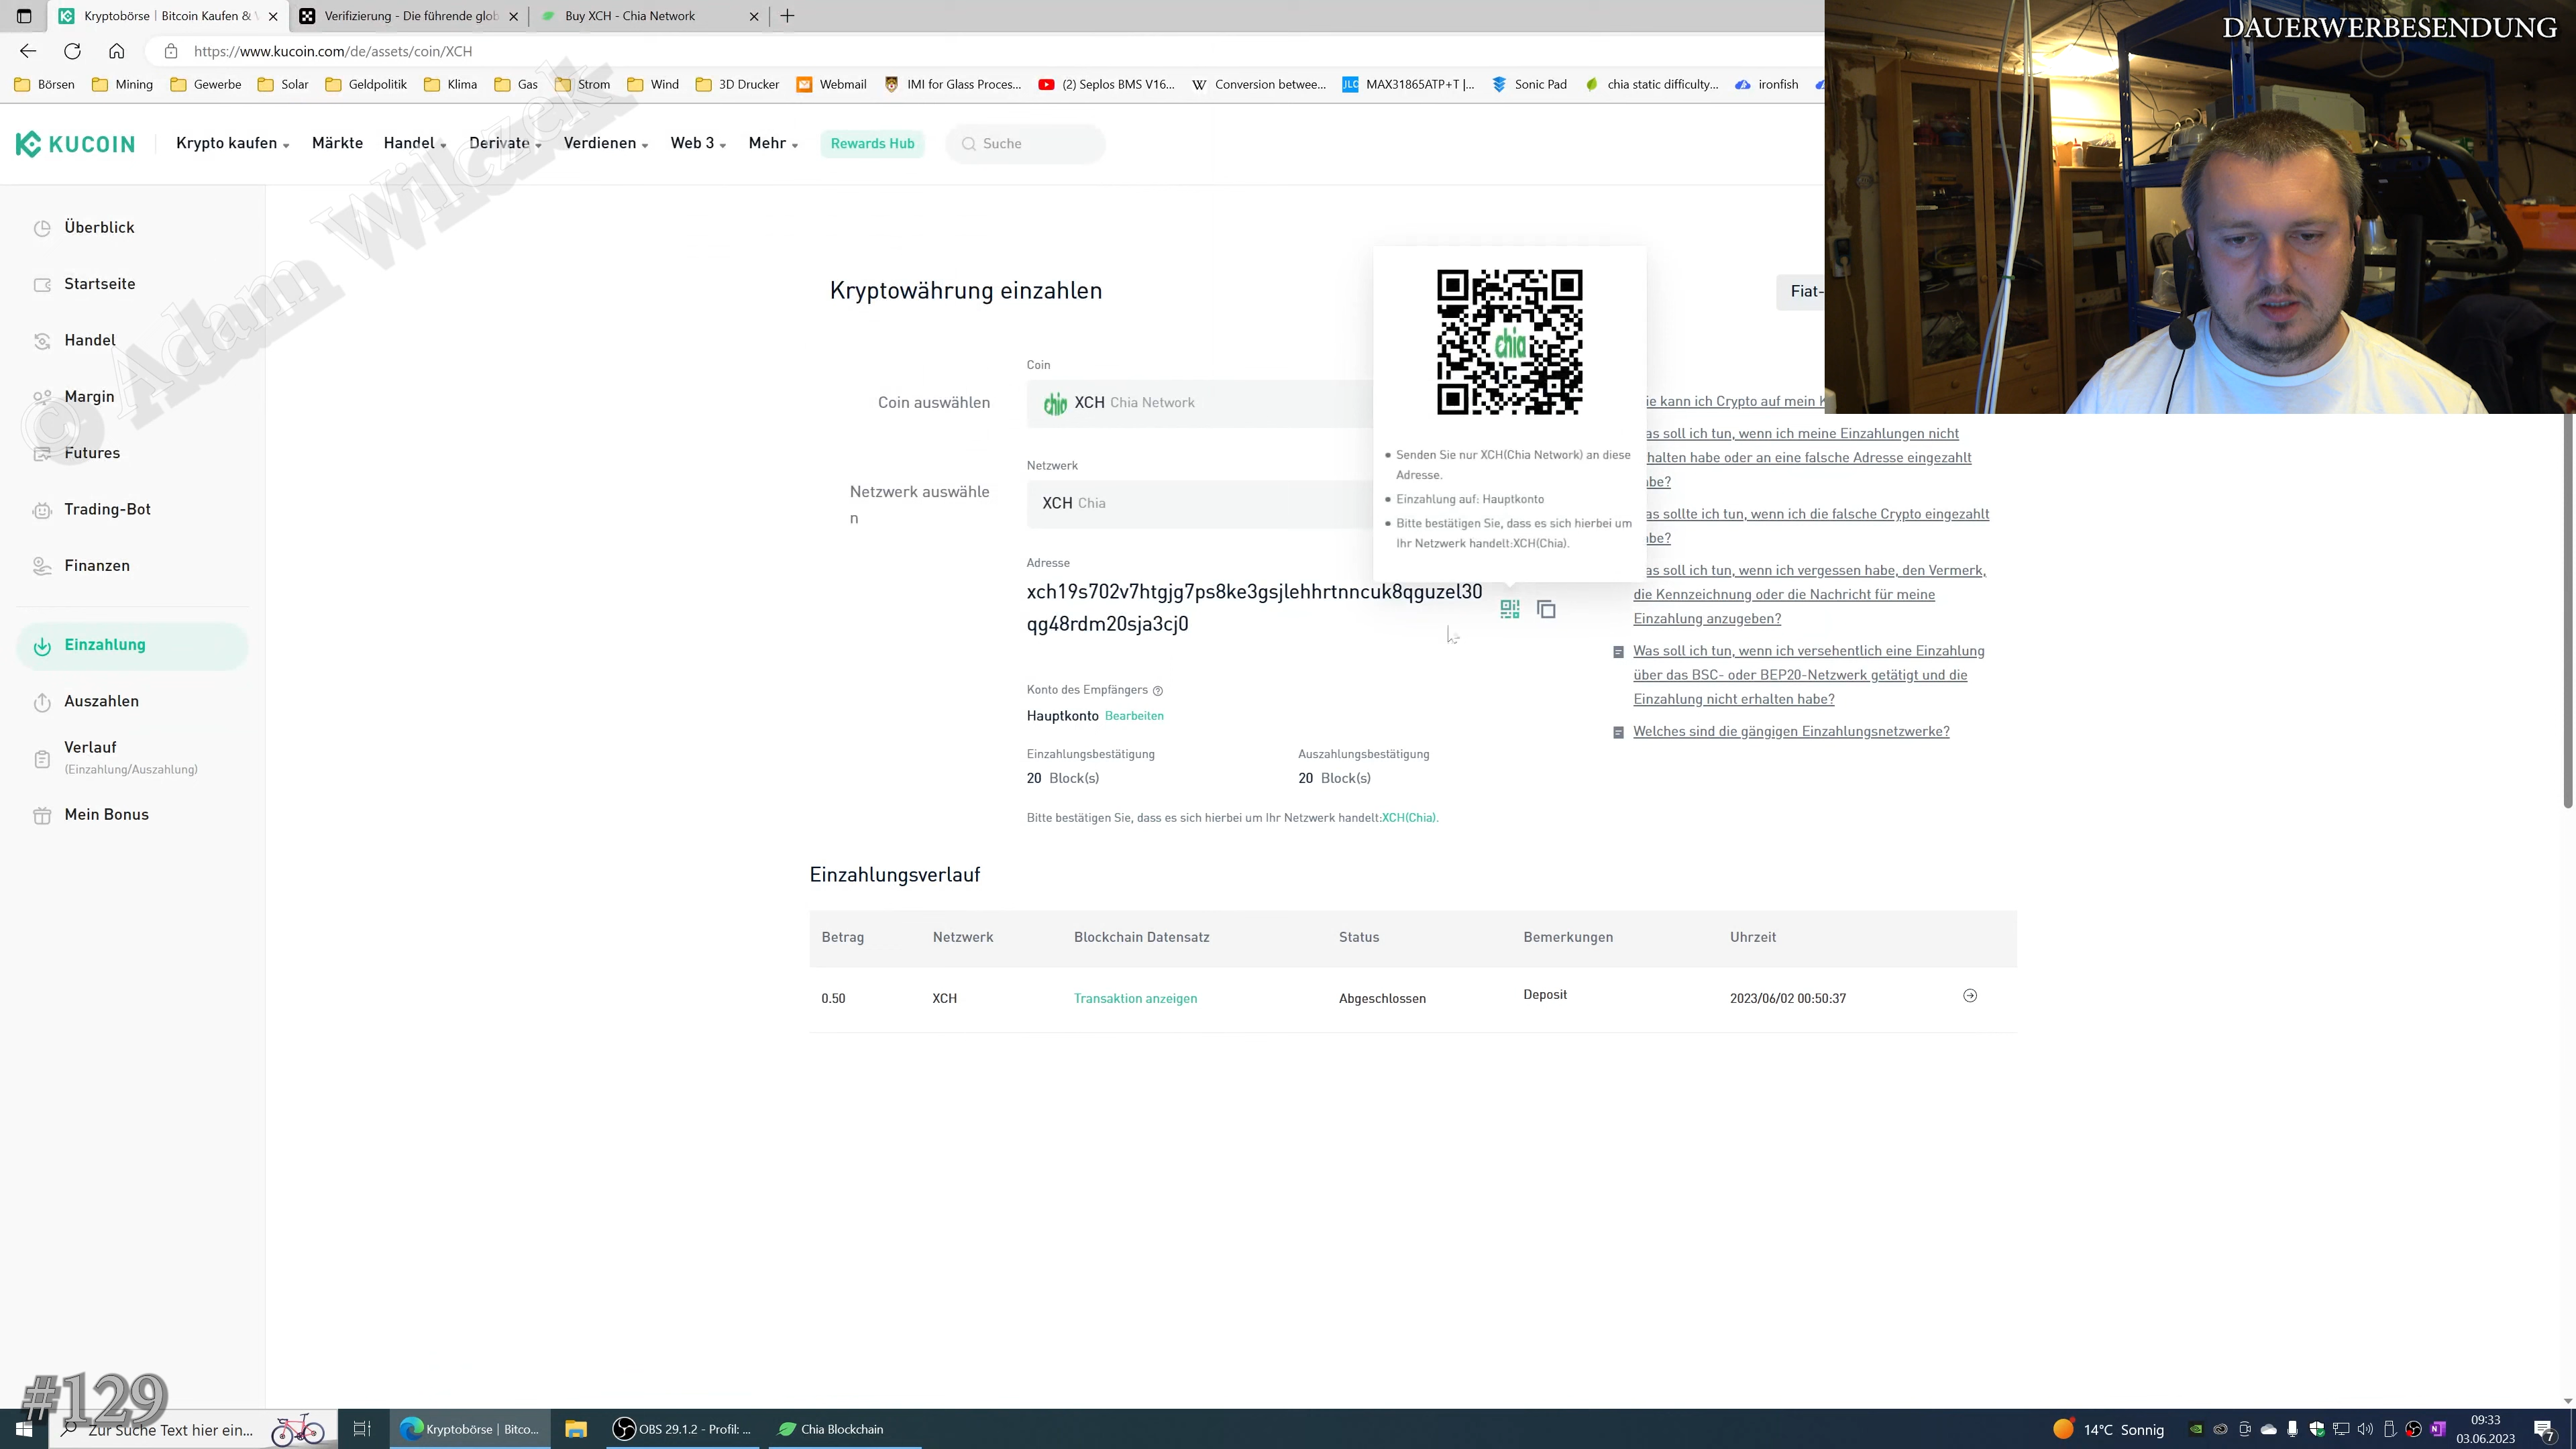 Kryptobörse | Bitcoin Kaufen & V
Verifizierung - Die führende glob
Buy XCH - Chia Network
DAUERWERBESENDUNG
https://www.kucoin.com/de/assets/coin/XCH
Börsen
Mining
Gewerbe
Solar
Geldpolitik
Klima
Gas
Strom
Wind
3D Drucker
Webmail
IMI for Glass Proces...
(2) Seplos BMS V16...
Conversion betwee...
MAX31865ATP+T |...
Sonic Pad
chia static difficulty...
ironfish
KUCOIN
Krypto kaufen
Märkte
Handel
Derivate
Verdienen
Web 3
Mehr
Rewards Hub
Suche
© Adam Wilczek
Überblick
Startseite
Handel
Margin
Futures
Trading-Bot
Finanzen
Einzahlung
Auszahlen
Verlauf
(Einzahlung/Auszahlung)
Mein Bonus
Kryptowährung einzahlen
Fiat-
Coin auswählen
Coin
chia XCH Chia Network
Netzwerk auswähle
n
Netzwerk
XCH Chia
Adresse
xch19s702v7htgjg7ps8ke3gsjlehhrtnncuk8qguzel30
qg48rdm20sja3cj0
chia
Senden Sie nur XCH(Chia Network) an diese
Adresse.
Einzahlung auf: Hauptkonto
Bitte bestätigen Sie, dass es sich hierbei um
Ihr Netzwerk handelt:XCH(Chia).
ie kann ich Crypto auf mein K
as soll ich tun, wenn ich meine Einzahlungen nicht
halten habe oder an eine falsche Adresse eingezahlt
abe?
as sollte ich tun, wenn ich die falsche Crypto eingezahlt
abe?
as soll ich tun, wenn ich vergessen habe, den Vermerk,
die Kennzeichnung oder die Nachricht für meine
Einzahlung anzugeben?
Was soll ich tun, wenn ich versehentlich eine Einzahlung
über das BSC- oder BEP20-Netzwerk getätigt und die
Einzahlung nicht erhalten habe?
Welches sind die gängigen Einzahlungsnetzwerke?
Konto des Empfängers
Hauptkonto Bearbeiten
Einzahlungsbestätigung
20 Block(s)
Auszahlungsbestätigung
20 Block(s)
Bitte bestätigen Sie, dass es sich hierbei um Ihr Netzwerk handelt:XCH(Chia).
Einzahlungsverlauf
Betrag Netzwerk Blockchain Datensatz Status Bemerkungen Uhrzeit
0.50 XCH Transaktion anzeigen Abgeschlossen Deposit 2023/06/02 00:50:37
#129
Zur Suche Text hier ein...
Kryptobörse | Bitco...
OBS 29.1.2 - Profil: ...
Chia Blockchain
14°C Sonnig
09:33
03.06.2023
7